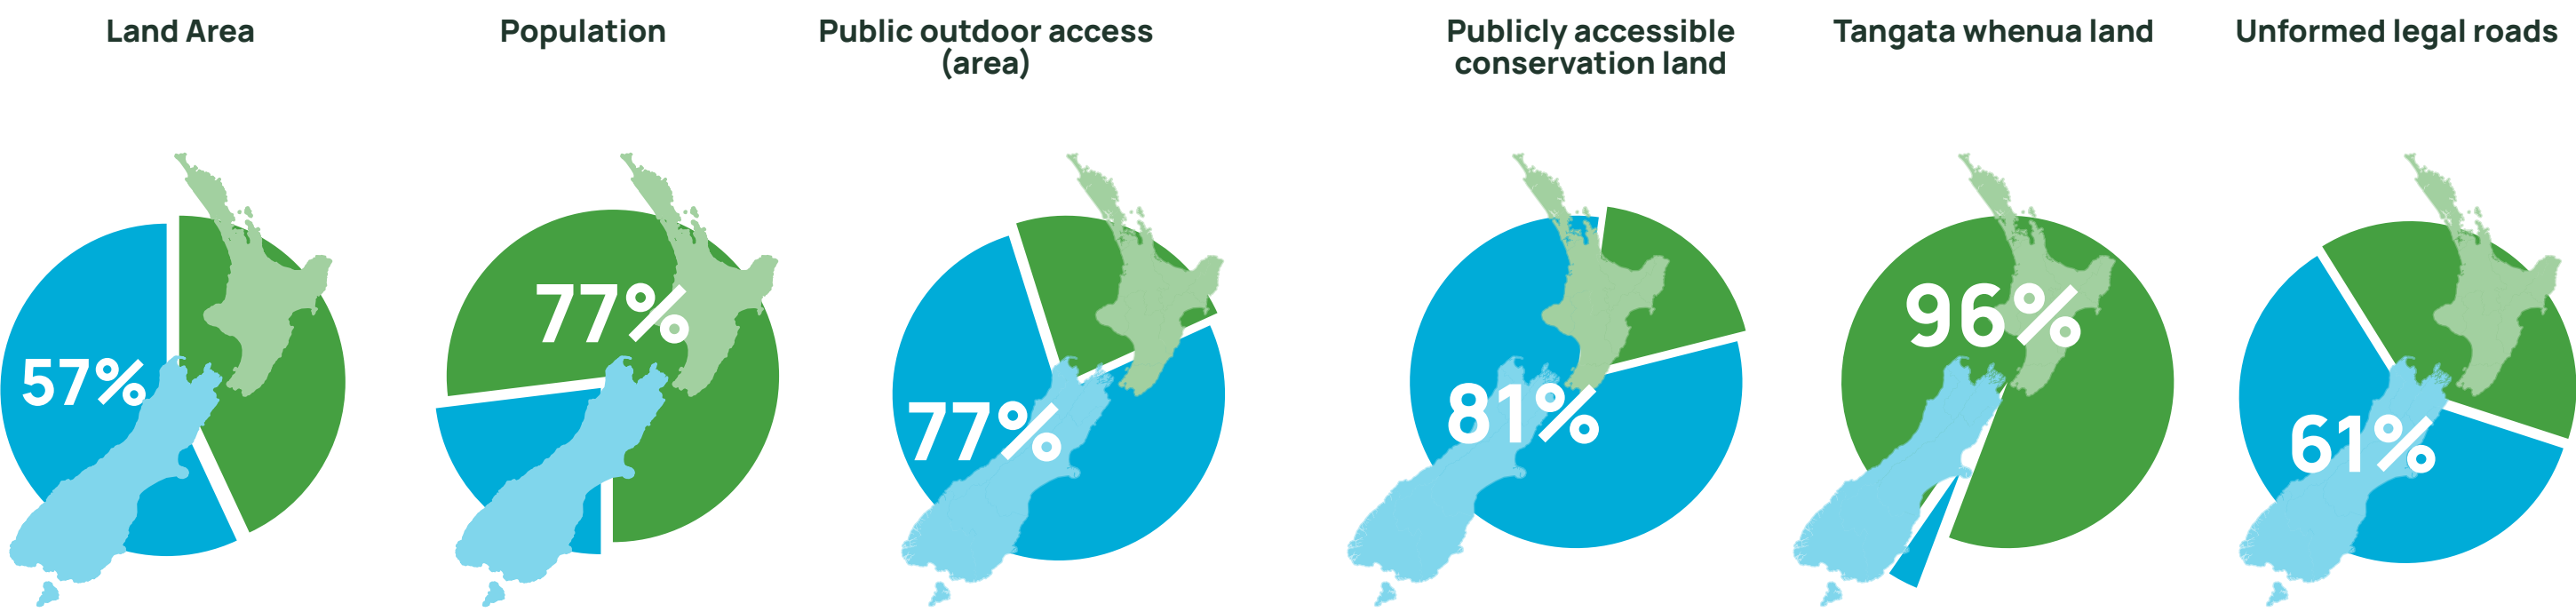 Land Area
Population
Public outdoor access
(area)
Publicly accessible
conservation land
Tangata whenua land
Unformed legal roads
57%
77%
77%
81%
96%
61%